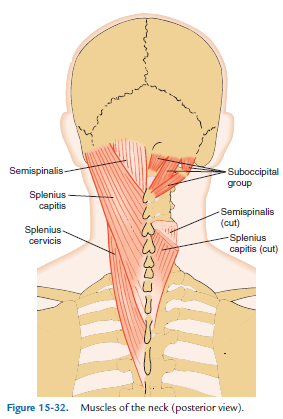 Semispinalis
Splenius
capitis
Splenius
cervicis
Suboccipital
group
Semispinalis
(cut)
Splenius
capitis (cut)
Figure 15-32. Muscles of the neck (posterior view).